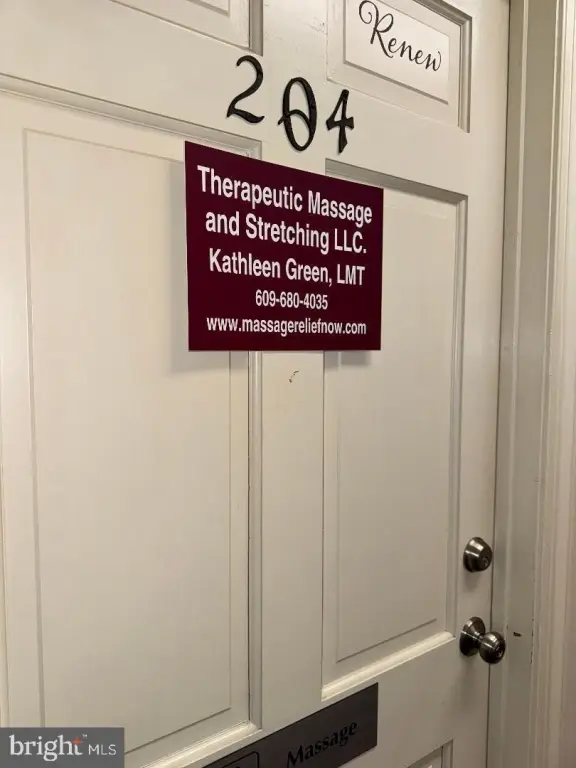 Renew
204
Therapeutic Massage
and Stretching LLC.
Kathleen Green, LMT
609-680-4035
www.massagereliefnow.com
Massage
bright MLS